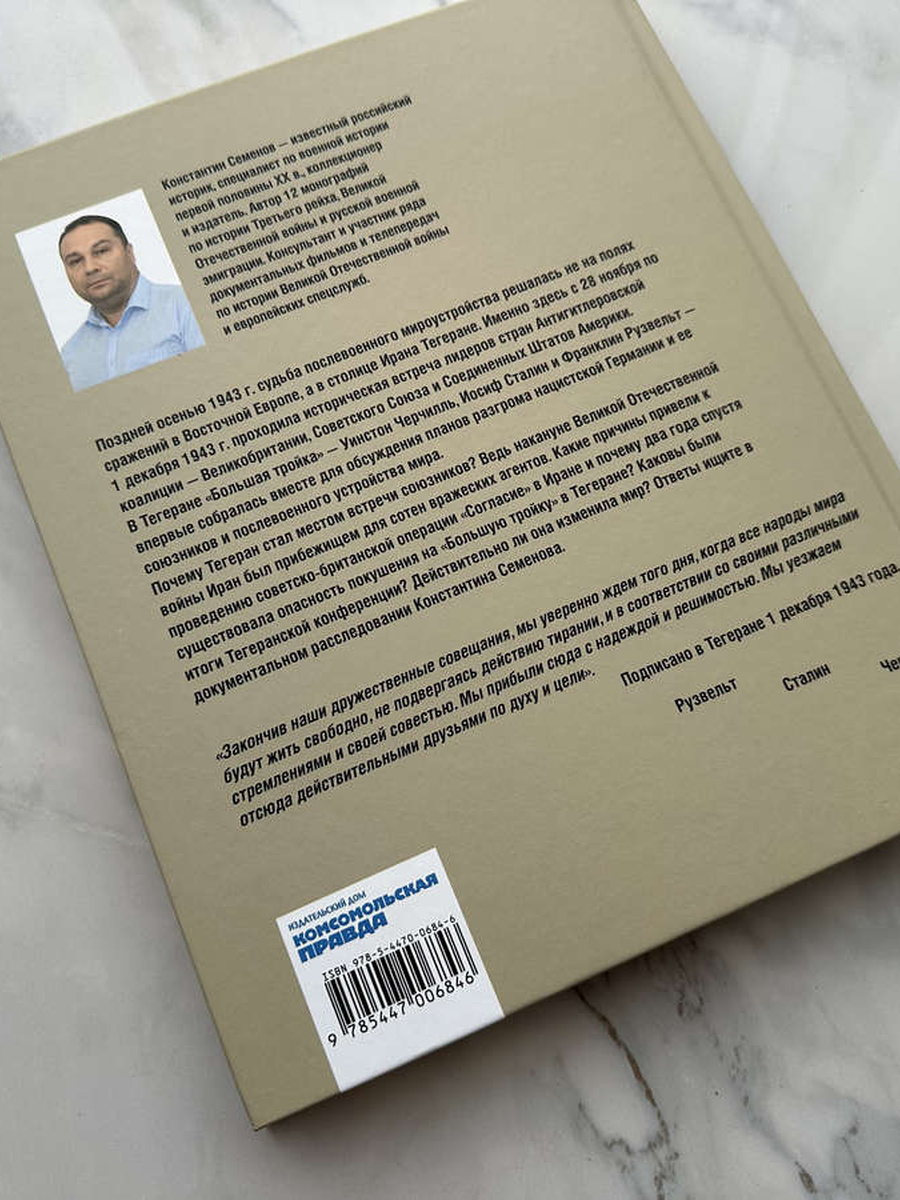 Константин Семенов — известный российский
историк, специалист по военной истории
первой половины XX в., коллекционер
и издатель. Автор 12 монографий
по истории Третьего рейха, Великой
Отечественной войны и русской военной
эмиграции. Консультант и участник ряда
документальных фильмов и телепередач
по истории Великой Отечественной войны
и европейских спецслужб.
Поздней осенью 1943 г. судьба послевоенного мироустройства решалась не на полях
сражений в Восточной Европе, а в столице Ирана Тегеране. Именно здесь с 28 ноября по
1 декабря 1943 г. проходила историческая встреча лидеров стран Антигитлеровской
коалиции — Великобритании, Советского Союза и Соединенных Штатов Америки.
В Тегеране «Большая тройка» — Уинстон Черчилль, Иосиф Сталин и Франклин Рузвельт —
впервые собралась вместе для обсуждения планов разгрома нацистской Германии и ее
союзников и послевоенного устройства мира.
Почему Тегеран стал местом встречи союзников? Ведь накануне Великой Отечественной
войны Иран был прибежищем для сотен вражеских агентов. Какие причины привели к
проведению советско-британской операции «Согласие» в Иране и почему два года спустя
существовала опасность покушения на «Большую тройку» в Тегеране? Каковы были
итоги Тегеранской конференции? Действительно ли она изменила мир? Ответы ищите в
документальном расследовании Константина Семенова.
«Закончив наши дружественные совещания, мы уверенно ждем того дня, когда все народы мира
будут жить свободно, не подвергаясь действию тирании, и в соответствии со своими различными
стремлениями и своей совестью. Мы прибыли сюда с надеждой и решимостью. Мы уезжаем
отсюда действительными друзьями по духу и цели».
Подписано в Тегеране 1 декабря 1943 года.
Рузвельт Сталин
ИЗДАТЕЛЬСКИЙ ДОМ
КОМСОМОЛЬСКАЯ
ПРАВДА
ISBN 978-5-4470-0684-6
9 785447 006846